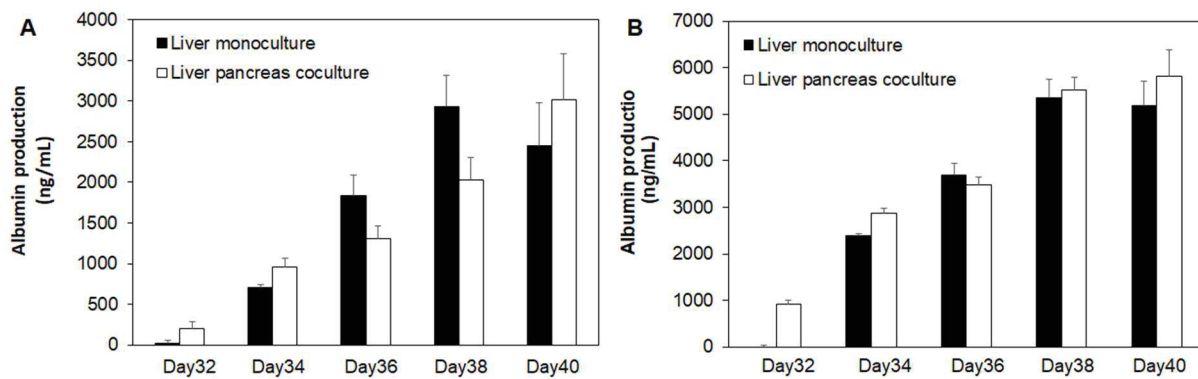 A
Albumin production
(ng/mL)
4000
3500
3000
2500
2000
1500
1000
500
0
Liver monoculture
Liver pancreas coculture
Day32 Day34 Day36 Day38 Day40
B
Albumin productio
(ng/mL)
7000
6000
5000
4000
3000
2000
1000
0
Liver monoculture
Liver pancreas coculture
Day32 Day34 Day36 Day38 Day40